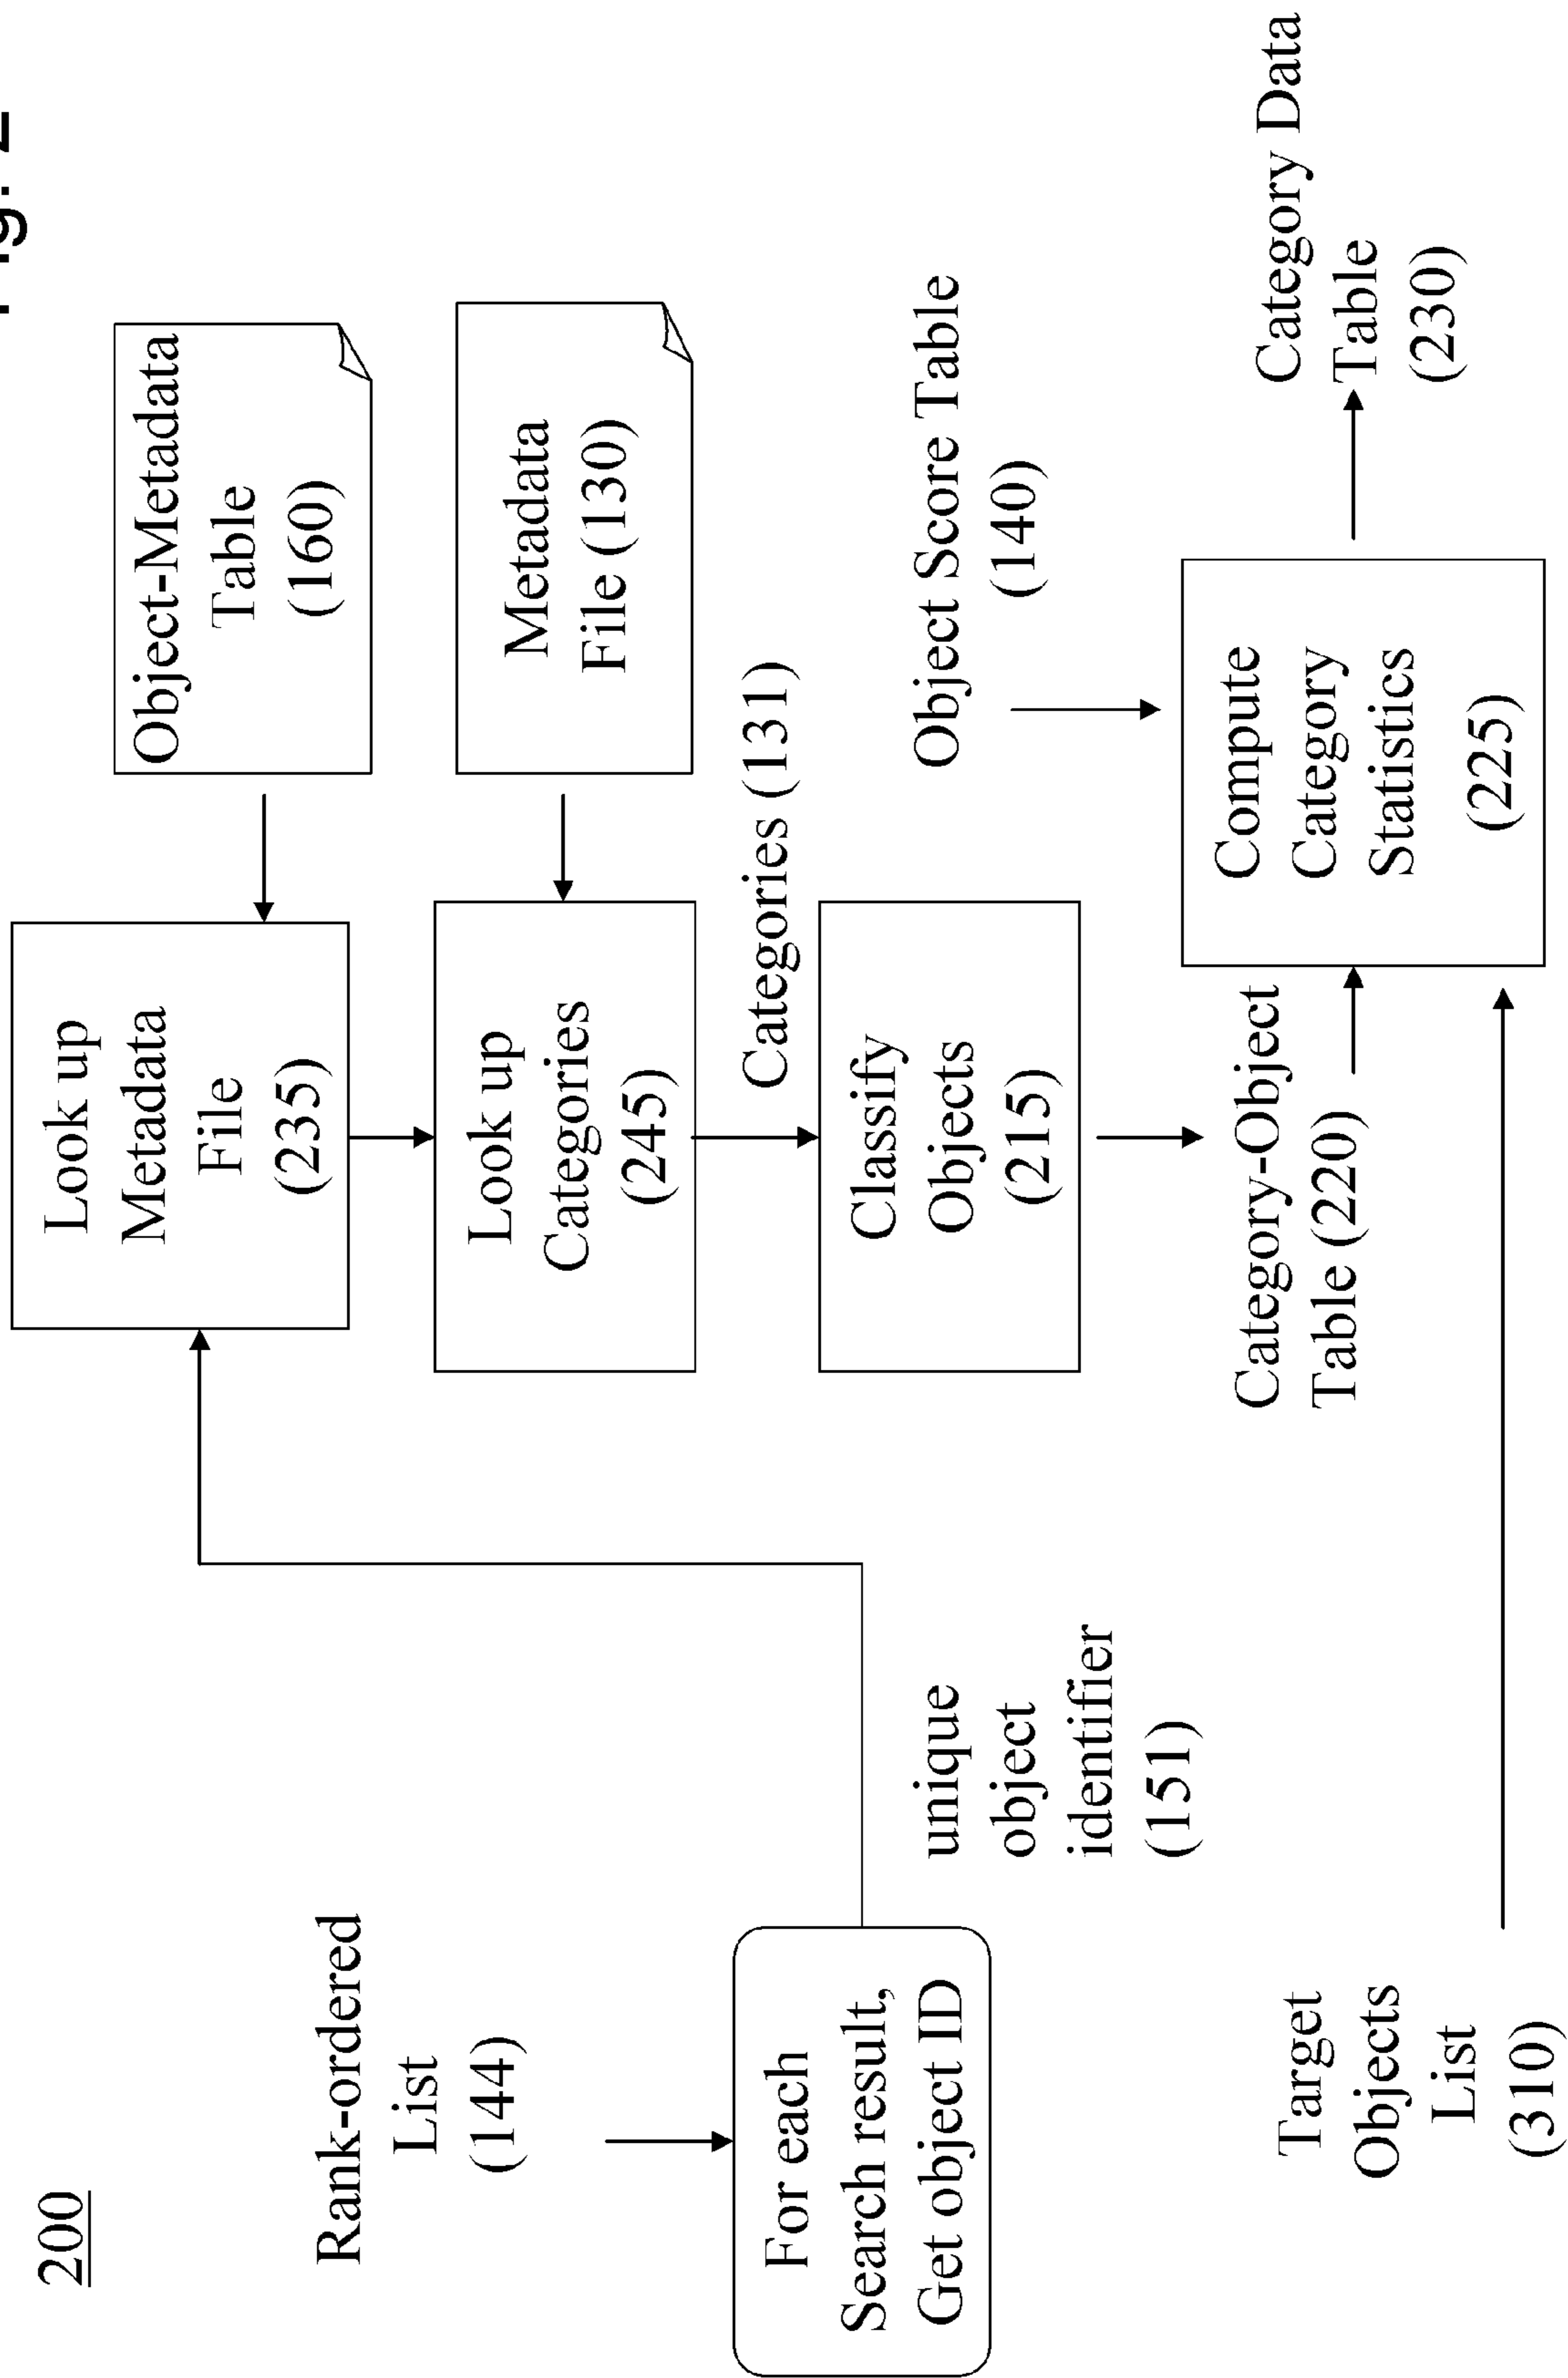 200
Fig. 2
Rank-ordered
List
(144)
For each
Search result,
Get object ID
unique
object
identifier
(151)
Look up
Metadata
File
(235)
Object-Metadata
Table
(160)
Look up
Categories
(245)
Metadata
File (130)
Categories (131)
Classify
Objects
(215)
Object Score Table
(140)
Category-Object
Table (220)
Compute
Category
Statistics
(225)
Category Data
Table
(230)
Target
Objects
List
(310)